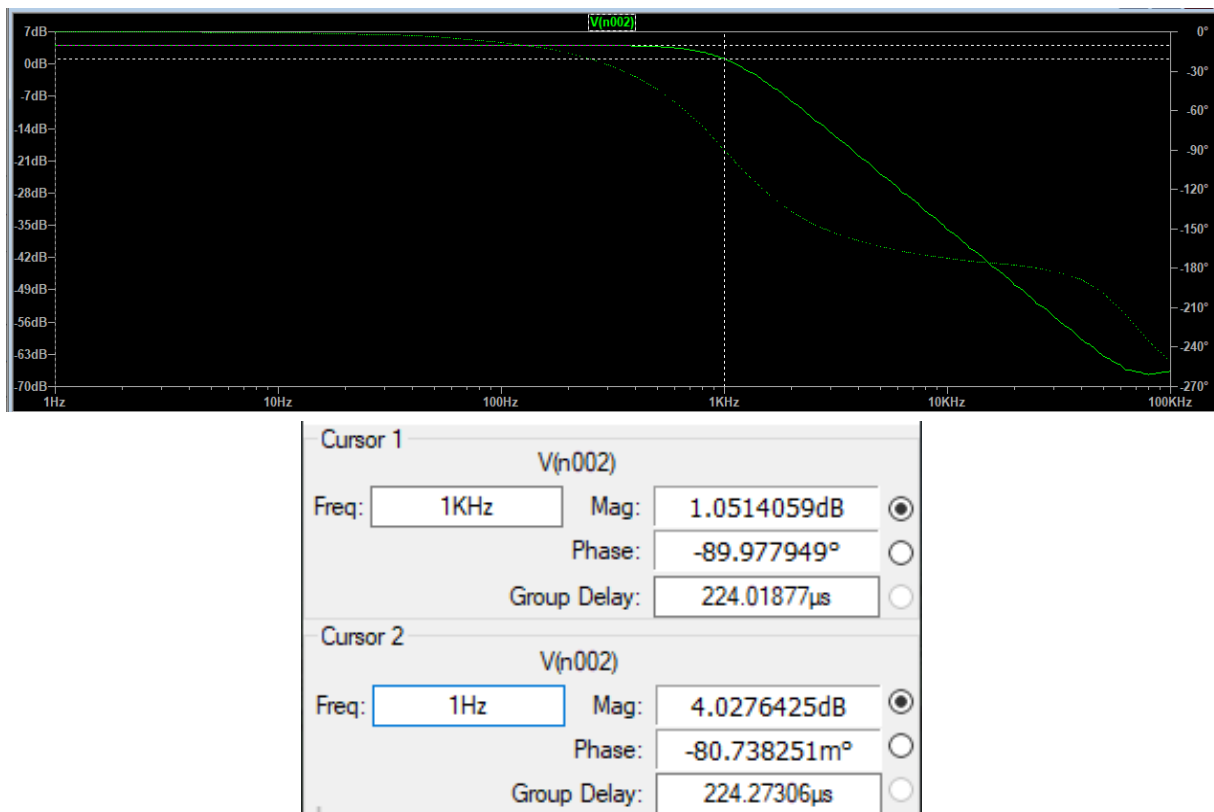 V(n002)
7dB
0dB
-7dB
-14dB
-21dB
-28dB
-35dB
-42dB
-49dB
-56dB
-63dB
-70dB
0°
-30°
-60°
-90°
-120°
-150°
-180°
-210°
-240°
-270°
1Hz 10Hz 100Hz 1KHz 10KHz 100KHz
Cursor 1
V(n002)
Freq: 1KHz Mag: 1.0514059dB
Phase: -89.977949°
Group Delay: 224.01877µs
Cursor 2
V(n002)
Freq: 1Hz Mag: 4.0276425dB
Phase: -80.738251m°
Group Delay: 224.27306µs